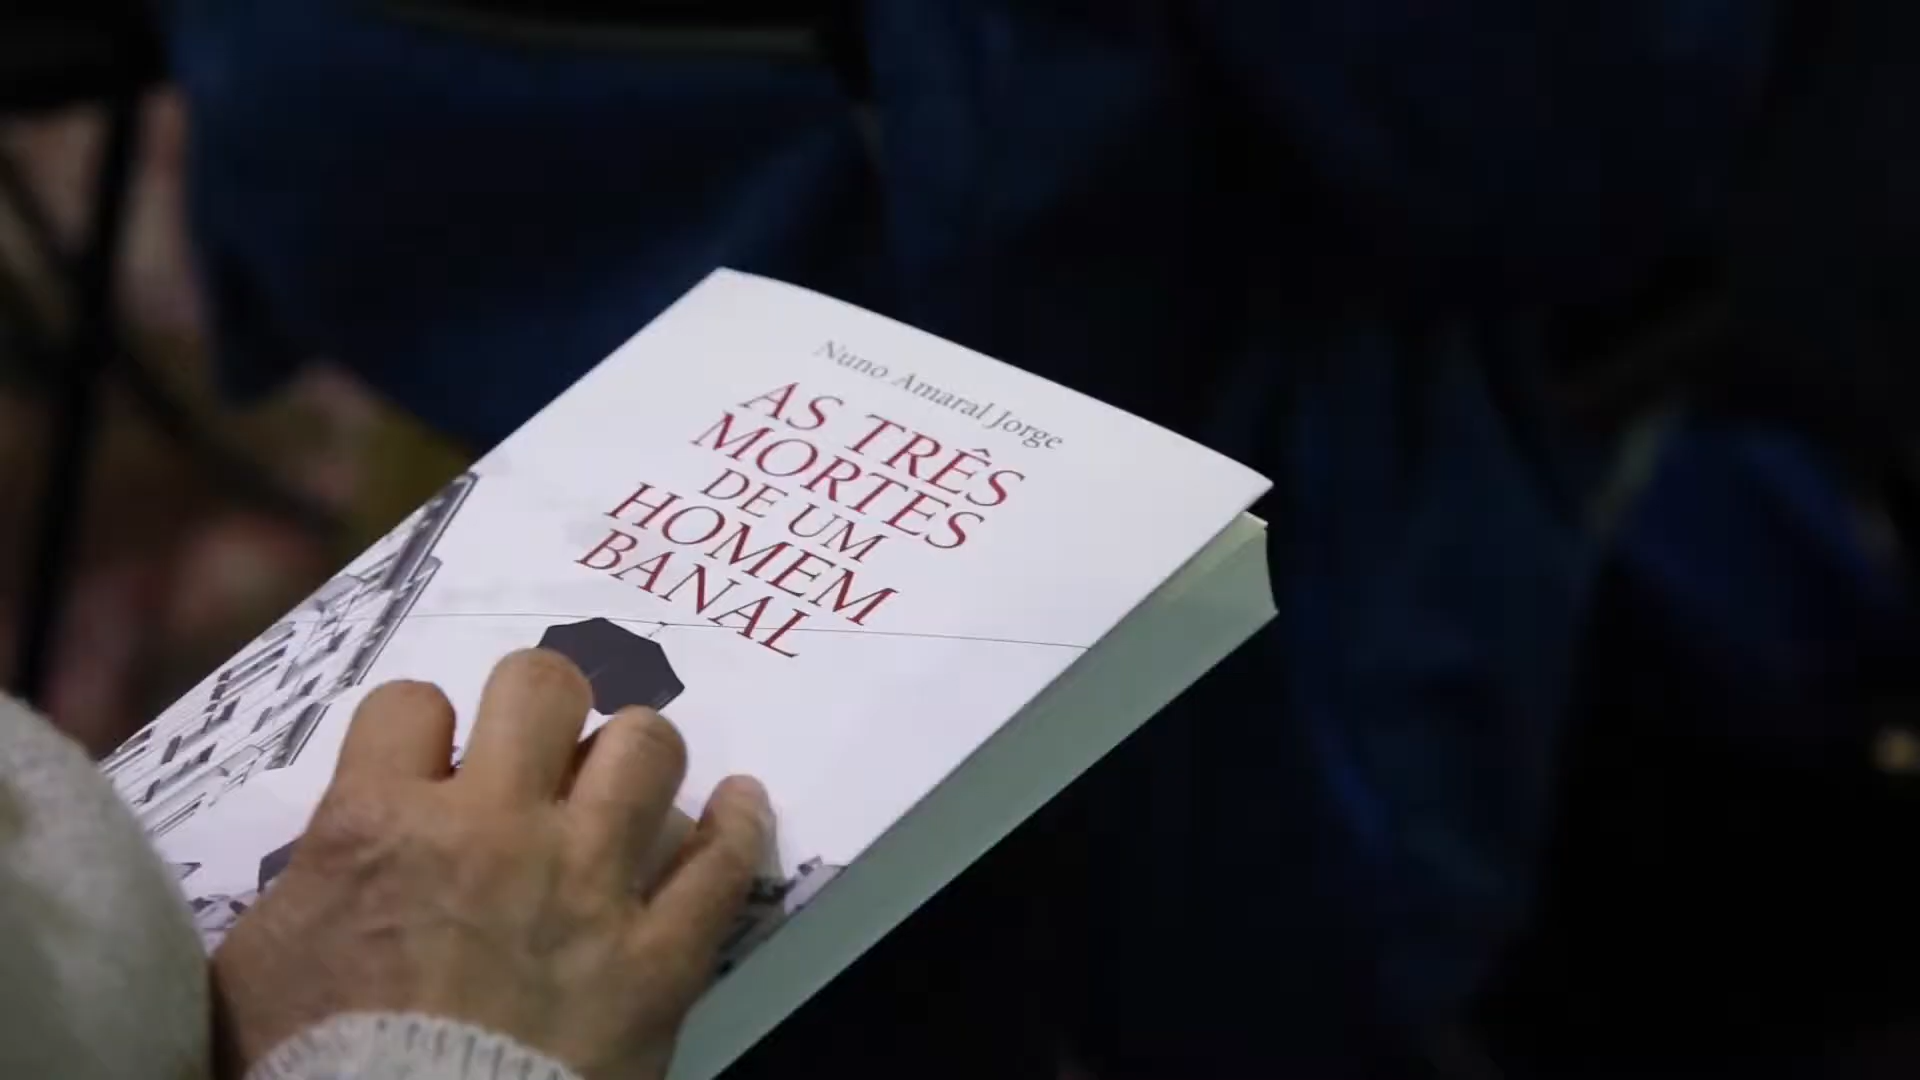 Nuno Amaral Jorge
AS TRÊS
MORTES
DE UM
HOMEM
BANAL